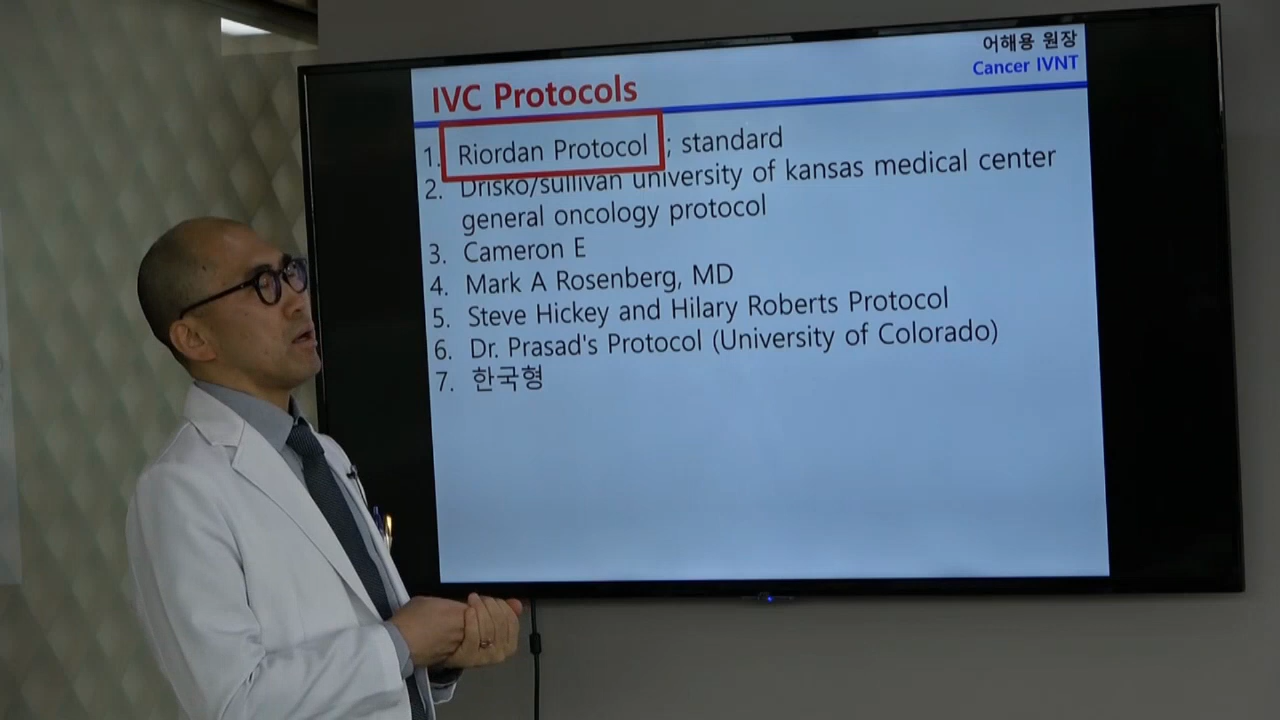 어해용 원장
Cancer IVNT
IVC Protocols
1. Riordan Protocol ; standard
2. Drisko/sullivan university of kansas medical center
general oncology protocol
3. Cameron E
4. Mark A Rosenberg, MD
5. Steve Hickey and Hilary Roberts Protocol
6. Dr. Prasad's Protocol (University of Colorado)
7. 한국형